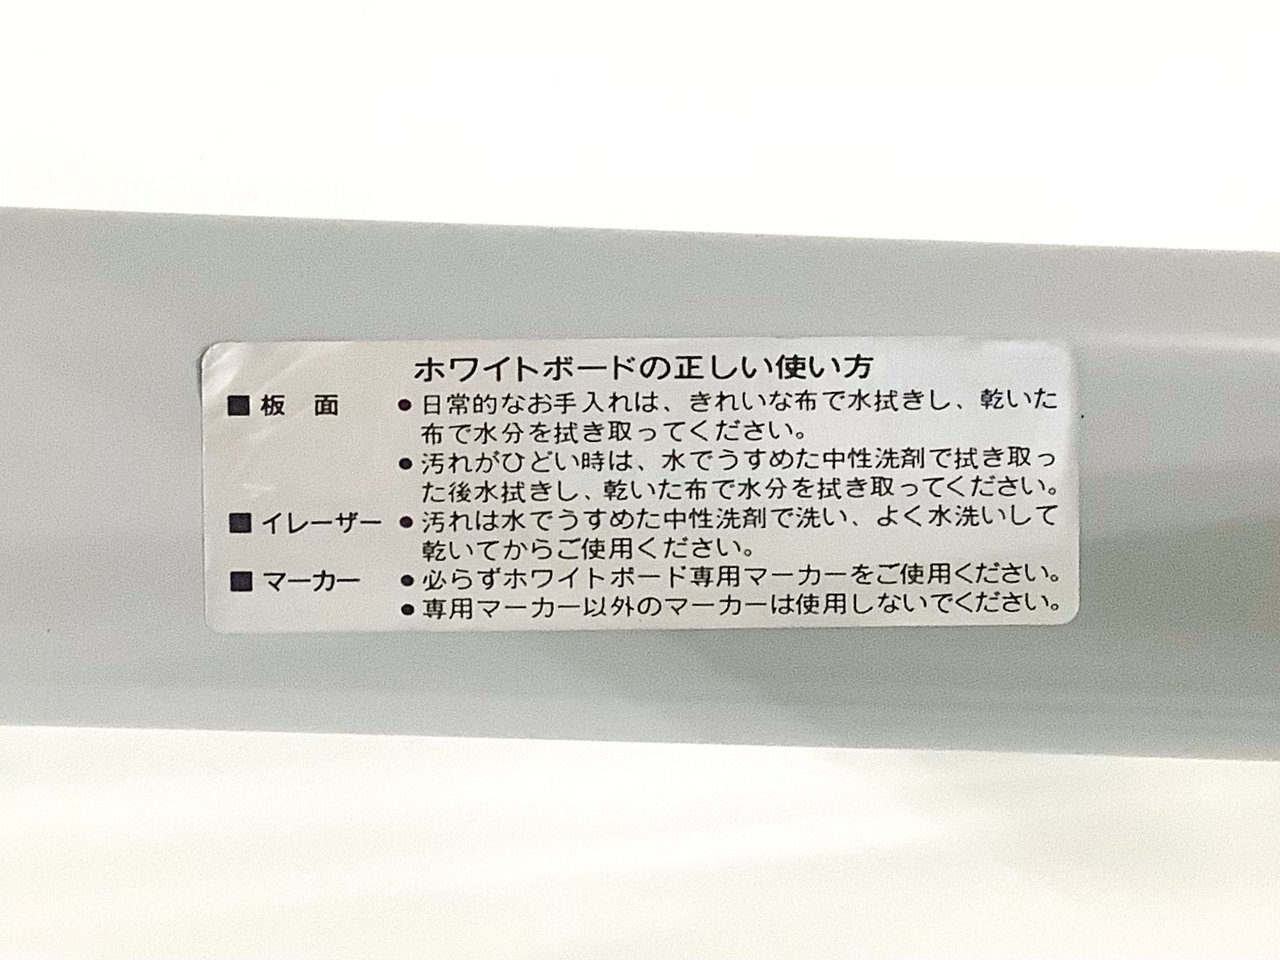 ホワイトボードの正しい使い方
■板　面　●日常的なお手入れは、きれいな布で水拭きし、乾いた
布で水分を拭き取ってください。
●汚れがひどい時は、水でうすめた中性洗剤で拭き取っ
た後水拭きし、乾いた布で水分を拭き取ってください。
■イレーザー　●汚れは水でうすめた中性洗剤で洗い、よく水洗いして
乾いてからご使用ください。
■マーカー　●必らずホワイトボード専用マーカーをご使用ください。
●専用マーカー以外のマーカーは使用しないでください。